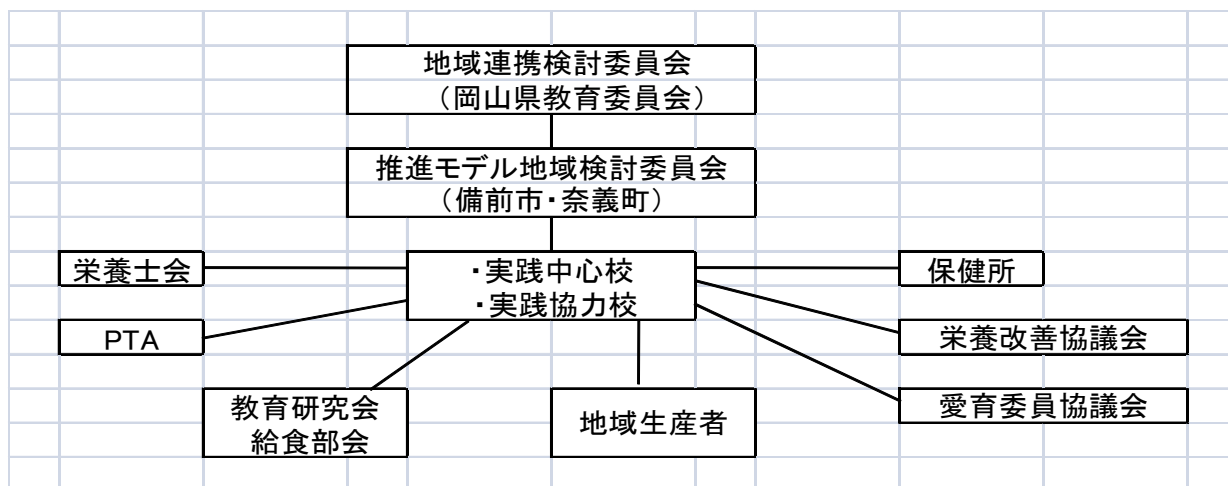 地域連携検討委員会
（岡山県教育委員会）
推進モデル地域検討委員会
（備前市・奈義町）
栄養士会
・実践中心校
・実践協力校
保健所
PTA
栄養改善協議会
教育研究会
給食部会
地域生産者
愛育委員協議会